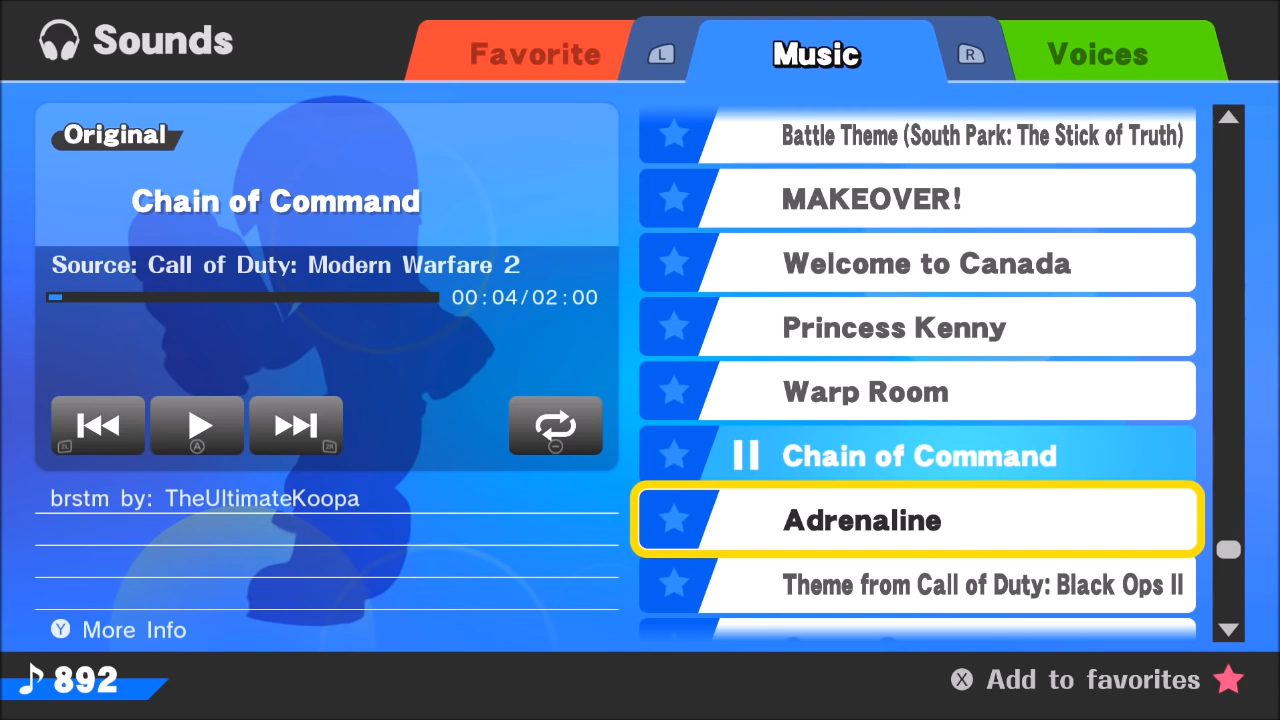 Sounds
Favorite
L
Music
R
Voices
Original
Chain of Command
Source: Call of Duty: Modern Warfare 2
00:04/02:00
ZL
A
ZR
brstm by: TheUltimateKoopa
Y More Info
Battle Theme (South Park: The Stick of Truth)
MAKEOVER!
Welcome to Canada
Princess Kenny
Warp Room
Chain of Command
Adrenaline
Theme from Call of Duty: Black Ops II
892
X Add to favorites